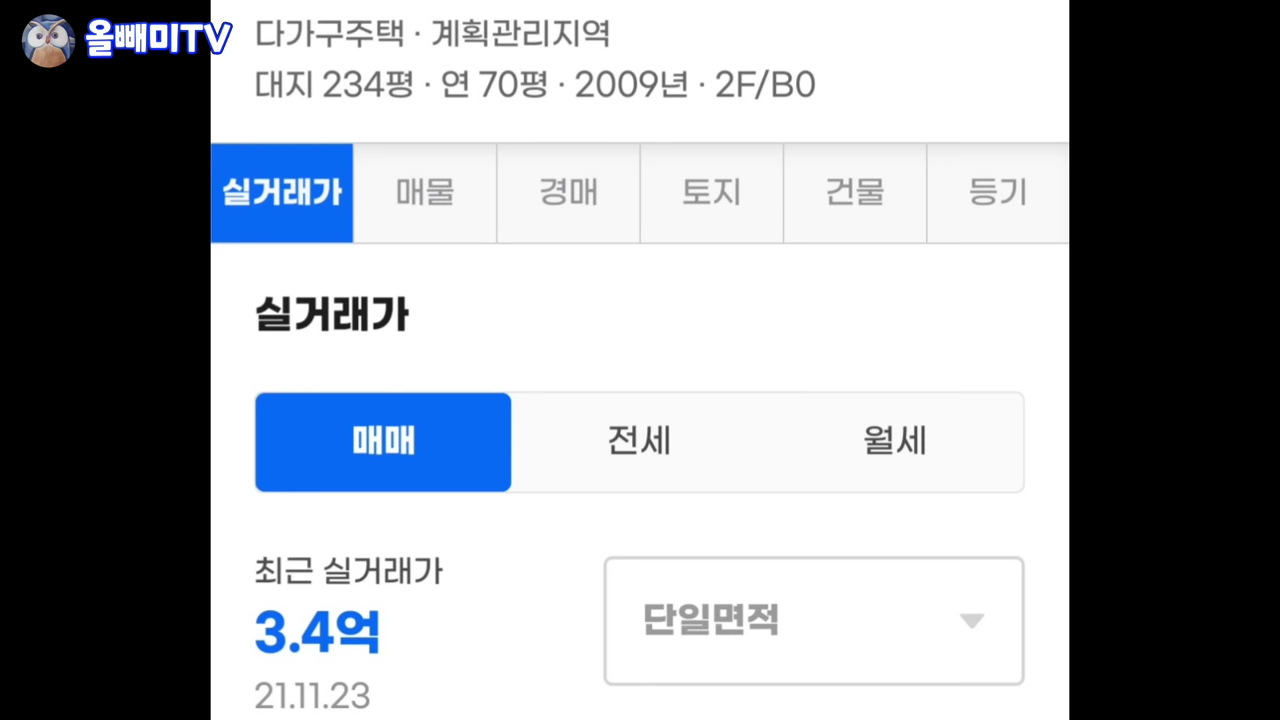 올빼미TV
다가구주택 · 계획관리지역
대지 234평 · 연 70평 · 2009년 · 2F/B0
실거래가 매물 경매 토지 건물 등기
실거래가
매매 전세 월세
최근 실거래가
3.4억
21.11.23
단일면적